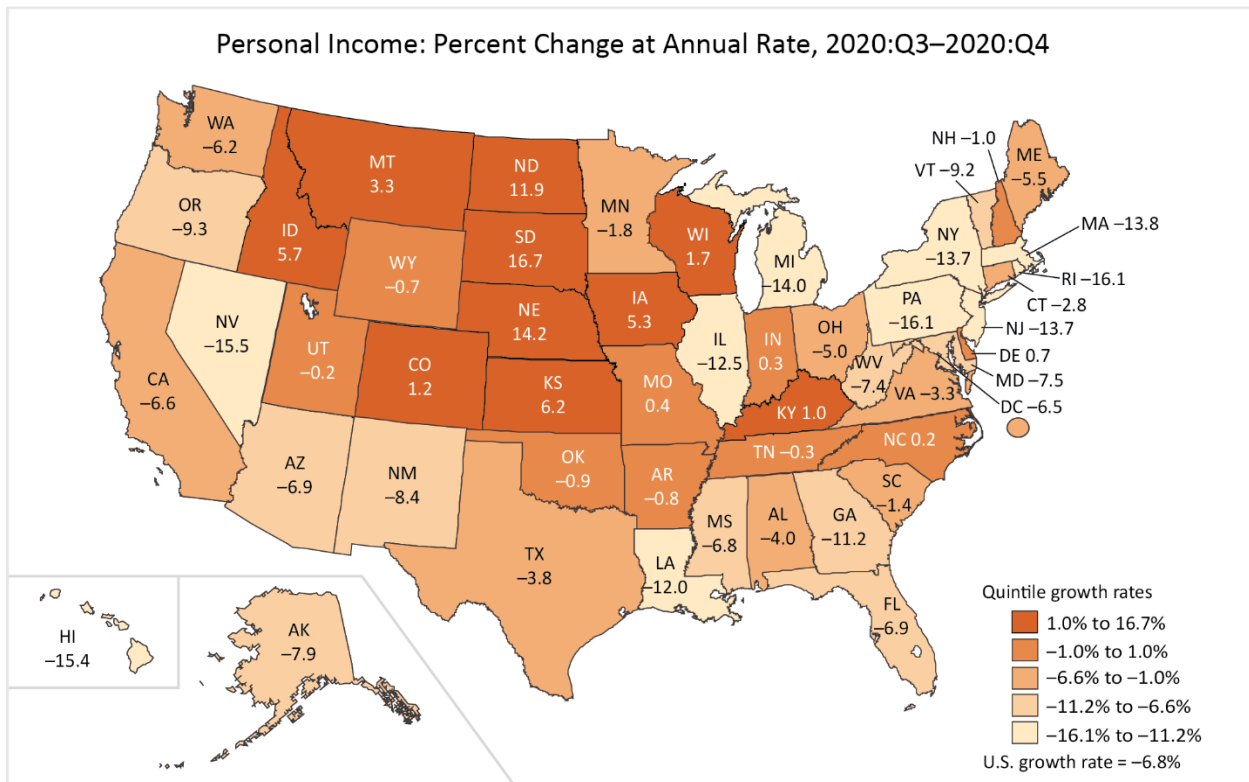 Personal Income: Percent Change at Annual Rate, 2020:Q3–2020:Q4
WA
–6.2
OR
–9.3
CA
–6.6
NV
–15.5
ID
5.7
MT
3.3
WY
–0.7
UT
–0.2
AZ
–6.9
CO
1.2
NM
–8.4
ND
11.9
SD
16.7
NE
14.2
KS
6.2
OK
–0.9
TX
–3.8
MN
–1.8
IA
5.3
MO
0.4
AR
–0.8
LA
–12.0
WI
1.7
IL
–12.5
MI
–14.0
IN
0.3
OH
–5.0
KY 1.0
TN –0.3
MS
–6.8
AL
–4.0
GA
–11.2
FL
–6.9
SC
–1.4
NC 0.2
VA –3.3
WV
–7.4
PA
–16.1
NY
–13.7
VT –9.2
NH –1.0
ME
–5.5
MA –13.8
RI –16.1
CT –2.8
NJ –13.7
DE 0.7
MD –7.5
DC –6.5
HI
–15.4
AK
–7.9
Quintile growth rates
1.0% to 16.7%
–1.0% to 1.0%
–6.6% to –1.0%
–11.2% to –6.6%
–16.1% to –11.2%
U.S. growth rate = –6.8%